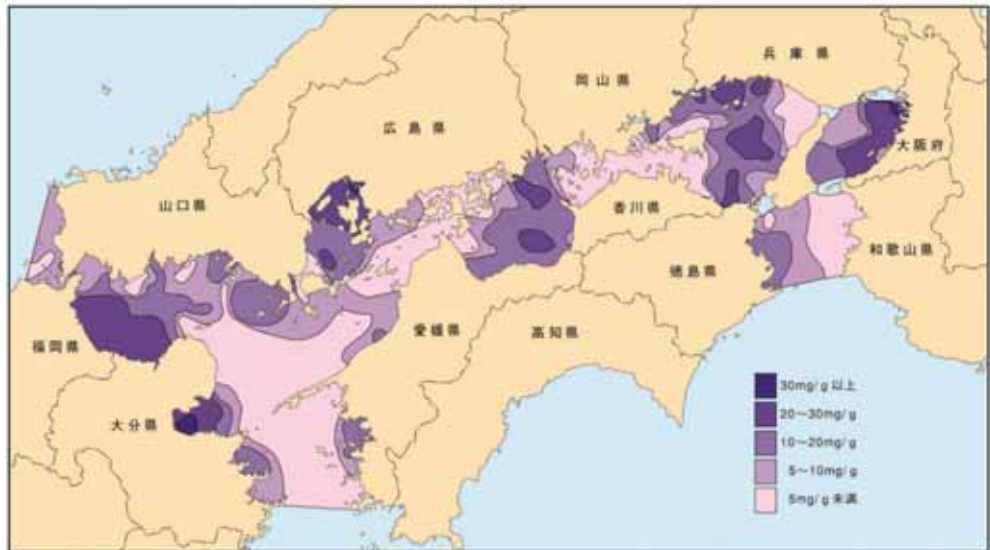 兵庫県
岡山県
広島県
大阪府
山口県
香川県
和歌山県
徳島県
愛媛県
高知県
福岡県
大分県
30mg/g以上
20～30mg/g
10～20mg/g
5～10mg/g
5mg/g未満